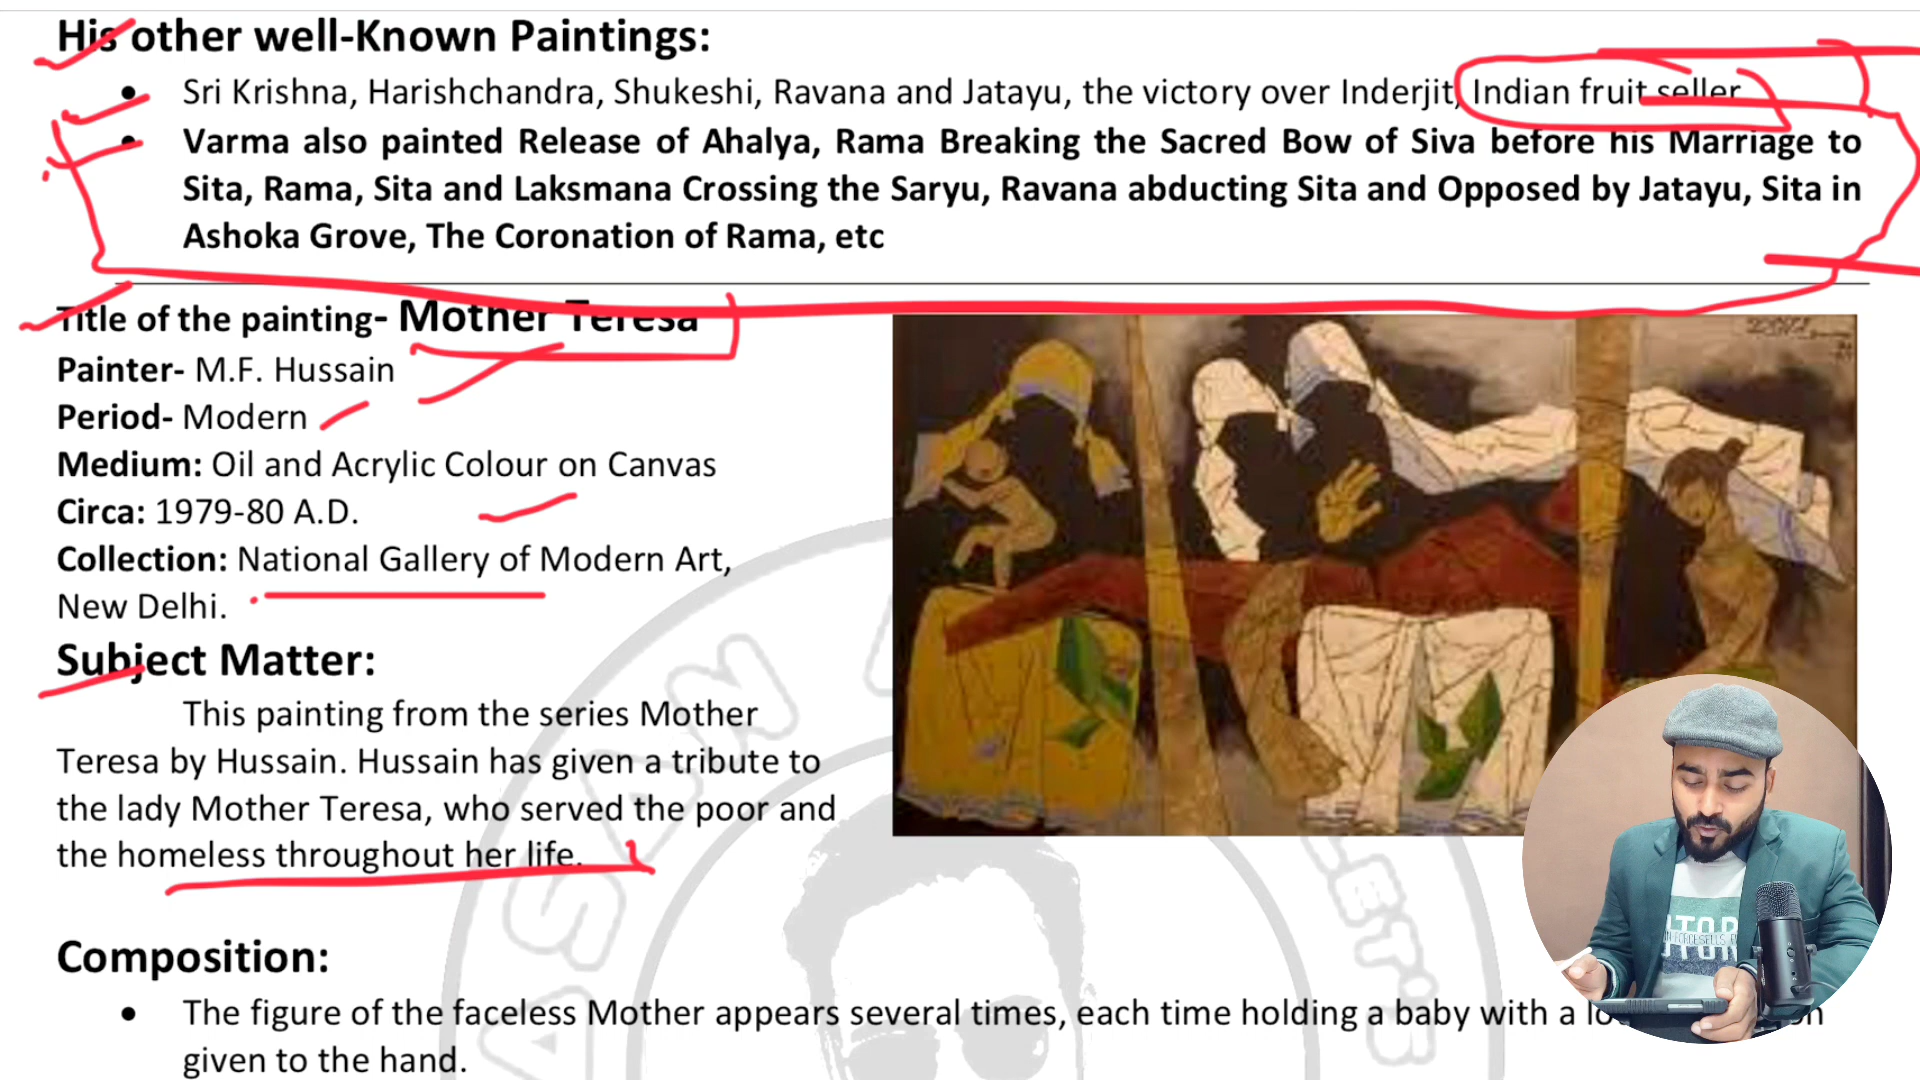 His other well-Known Paintings:
• Sri Krishna, Harishchandra, Shukeshi, Ravana and Jatayu, the victory over Inderjit, Indian fruit seller
• Varma also painted Release of Ahalya, Rama Breaking the Sacred Bow of Siva before his Marriage to
Sita, Rama, Sita and Laksmana Crossing the Saryu, Ravana abducting Sita and Opposed by Jatayu, Sita in
Ashoka Grove, The Coronation of Rama, etc
Title of the painting- Mother Teresa
Painter- M.F. Hussain
Period- Modern
Medium: Oil and Acrylic Colour on Canvas
Circa: 1979-80 A.D.
Collection: National Gallery of Modern Art,
New Delhi.
Subject Matter:
This painting from the series Mother
Teresa by Hussain. Hussain has given a tribute to
the lady Mother Teresa, who served the poor and
the homeless throughout her life.
Composition:
• The figure of the faceless Mother appears several times, each time holding a baby with a
given to the hand.